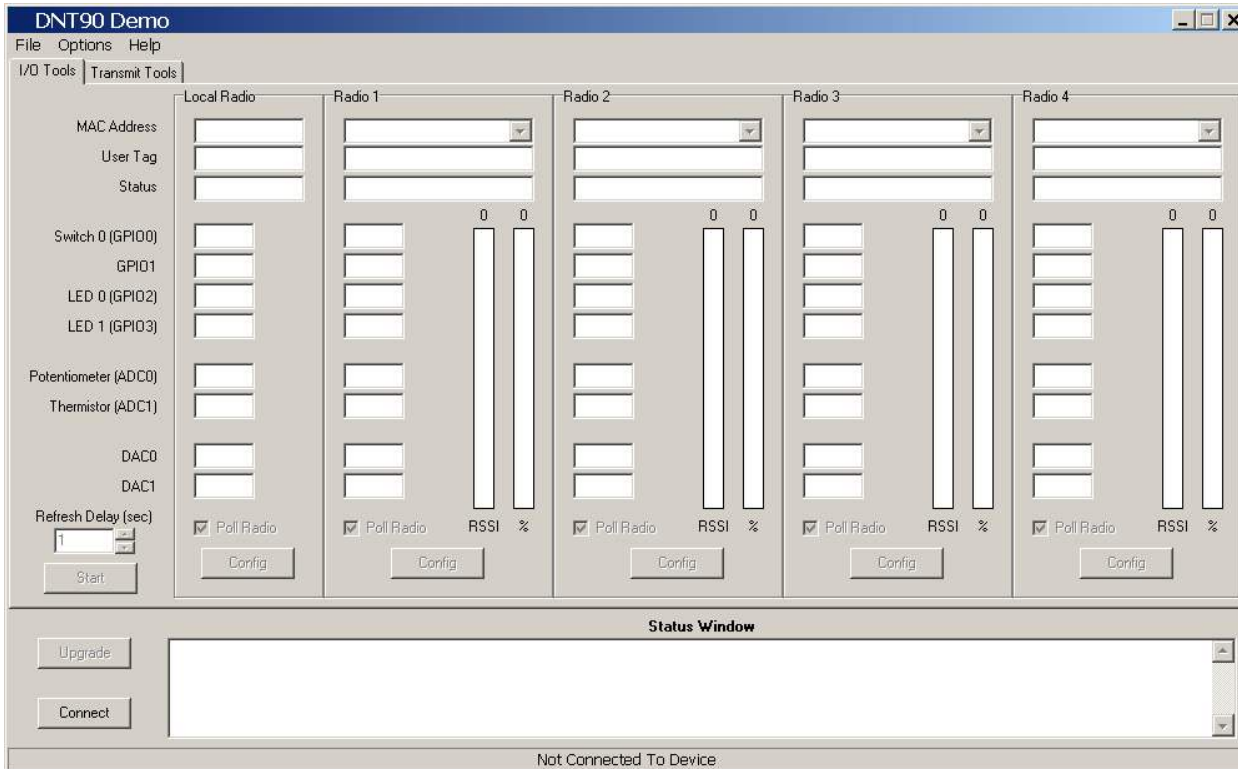 DNT90 Demo
File Options Help
I/O Tools Transmit Tools
Local Radio Radio 1 Radio 2 Radio 3 Radio 4
MAC Address
User Tag
Status
0 0 0 0 0 0 0 0
Switch 0 (GPIO0)
GPIO1
LED 0 (GPIO2)
LED 1 (GPIO3)
Potentiometer (ADC0)
Thermistor (ADC1)
DAC0
DAC1
Refresh Delay (sec)
1
Poll Radio Poll Radio RSSI % Poll Radio RSSI % Poll Radio RSSI % Poll Radio RSSI %
Start Config Config Config Config Config
Status Window
Upgrade
Connect
Not Connected To Device